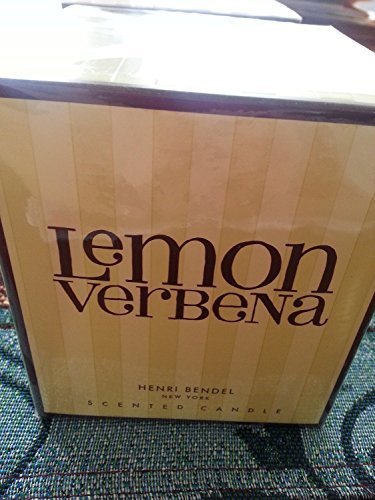 Lemon
VerBeNa
HENRI BENDEL
NEW YORK
SCENTED CANDLE